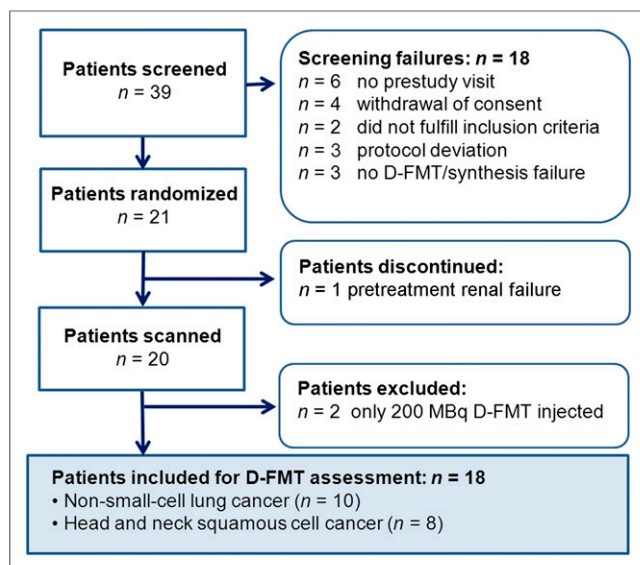 Patients screened
n = 39
Screening failures: n = 18
n = 6 no prestudy visit
n = 4 withdrawal of consent
n = 2 did not fulfill inclusion criteria
n = 3 protocol deviation
n = 3 no D-FMT/synthesis failure
Patients randomized
n = 21
Patients discontinued:
n = 1 pretreatment renal failure
Patients scanned
n = 20
Patients excluded:
n = 2 only 200 MBq D-FMT injected
Patients included for D-FMT assessment: n = 18
• Non-small-cell lung cancer (n = 10)
• Head and neck squamous cell cancer (n = 8)